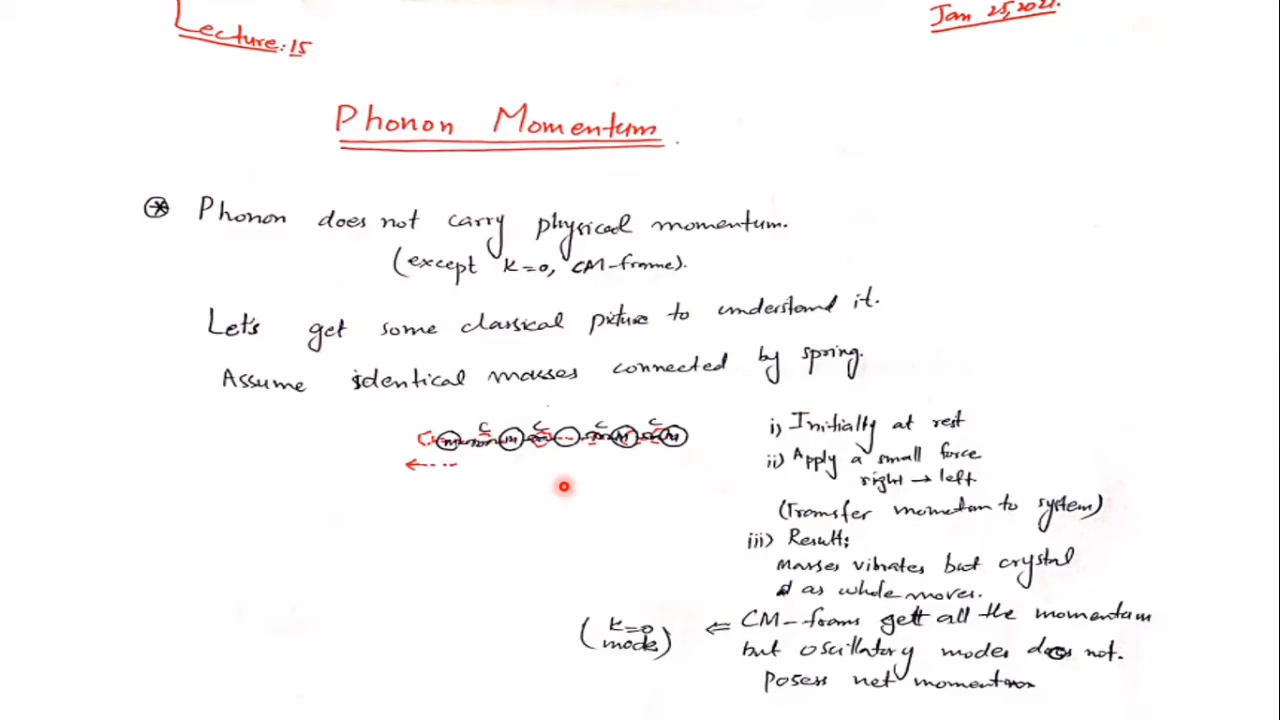 Lecture: 15
Jan 25, 2021.
Phonon Momentum.
Phonon does not carry physical momentum.
(except k=0, CM-frame).
Let's get some classical picture to understand it.
Assume identical masses connected by spring.
C C C C
M M M M
i) Initially at rest
ii) Apply a small force
right → left
(Transfer momentum to system)
iii) Result:
Masses vibrates but crystal
as whole moves.
(k=0 mode) ⇐ CM-frams gett all the momentum
but oscillatory modes does not.
Posess net momentum